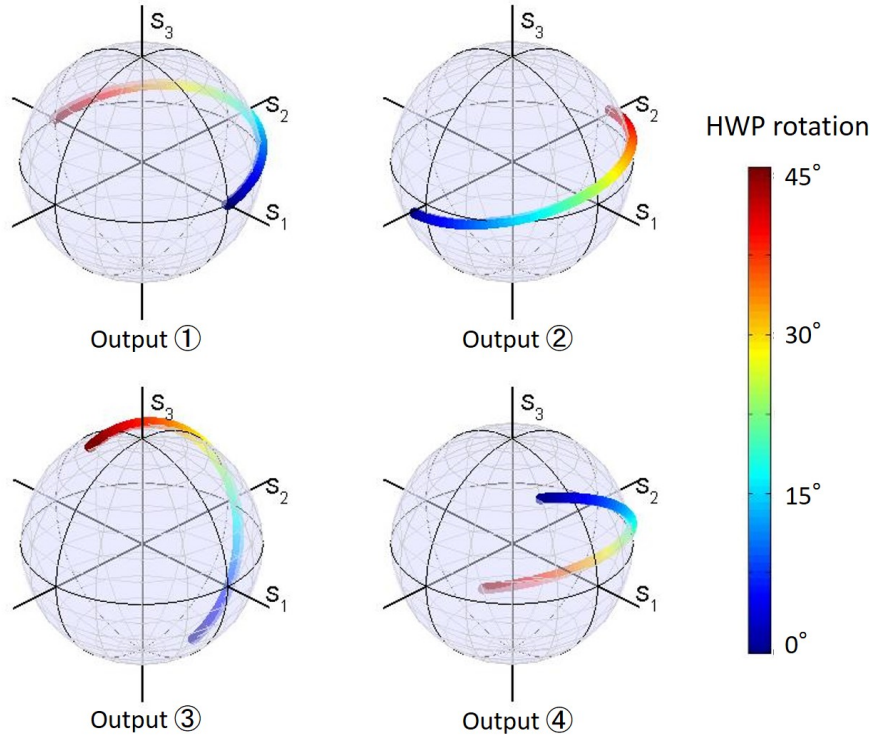 S3
S2
S1
Output ①
S3
S2
S1
Output ②
HWP rotation
45°
30°
15°
0°
S3
S2
S1
Output ③
S3
S2
S1
Output ④